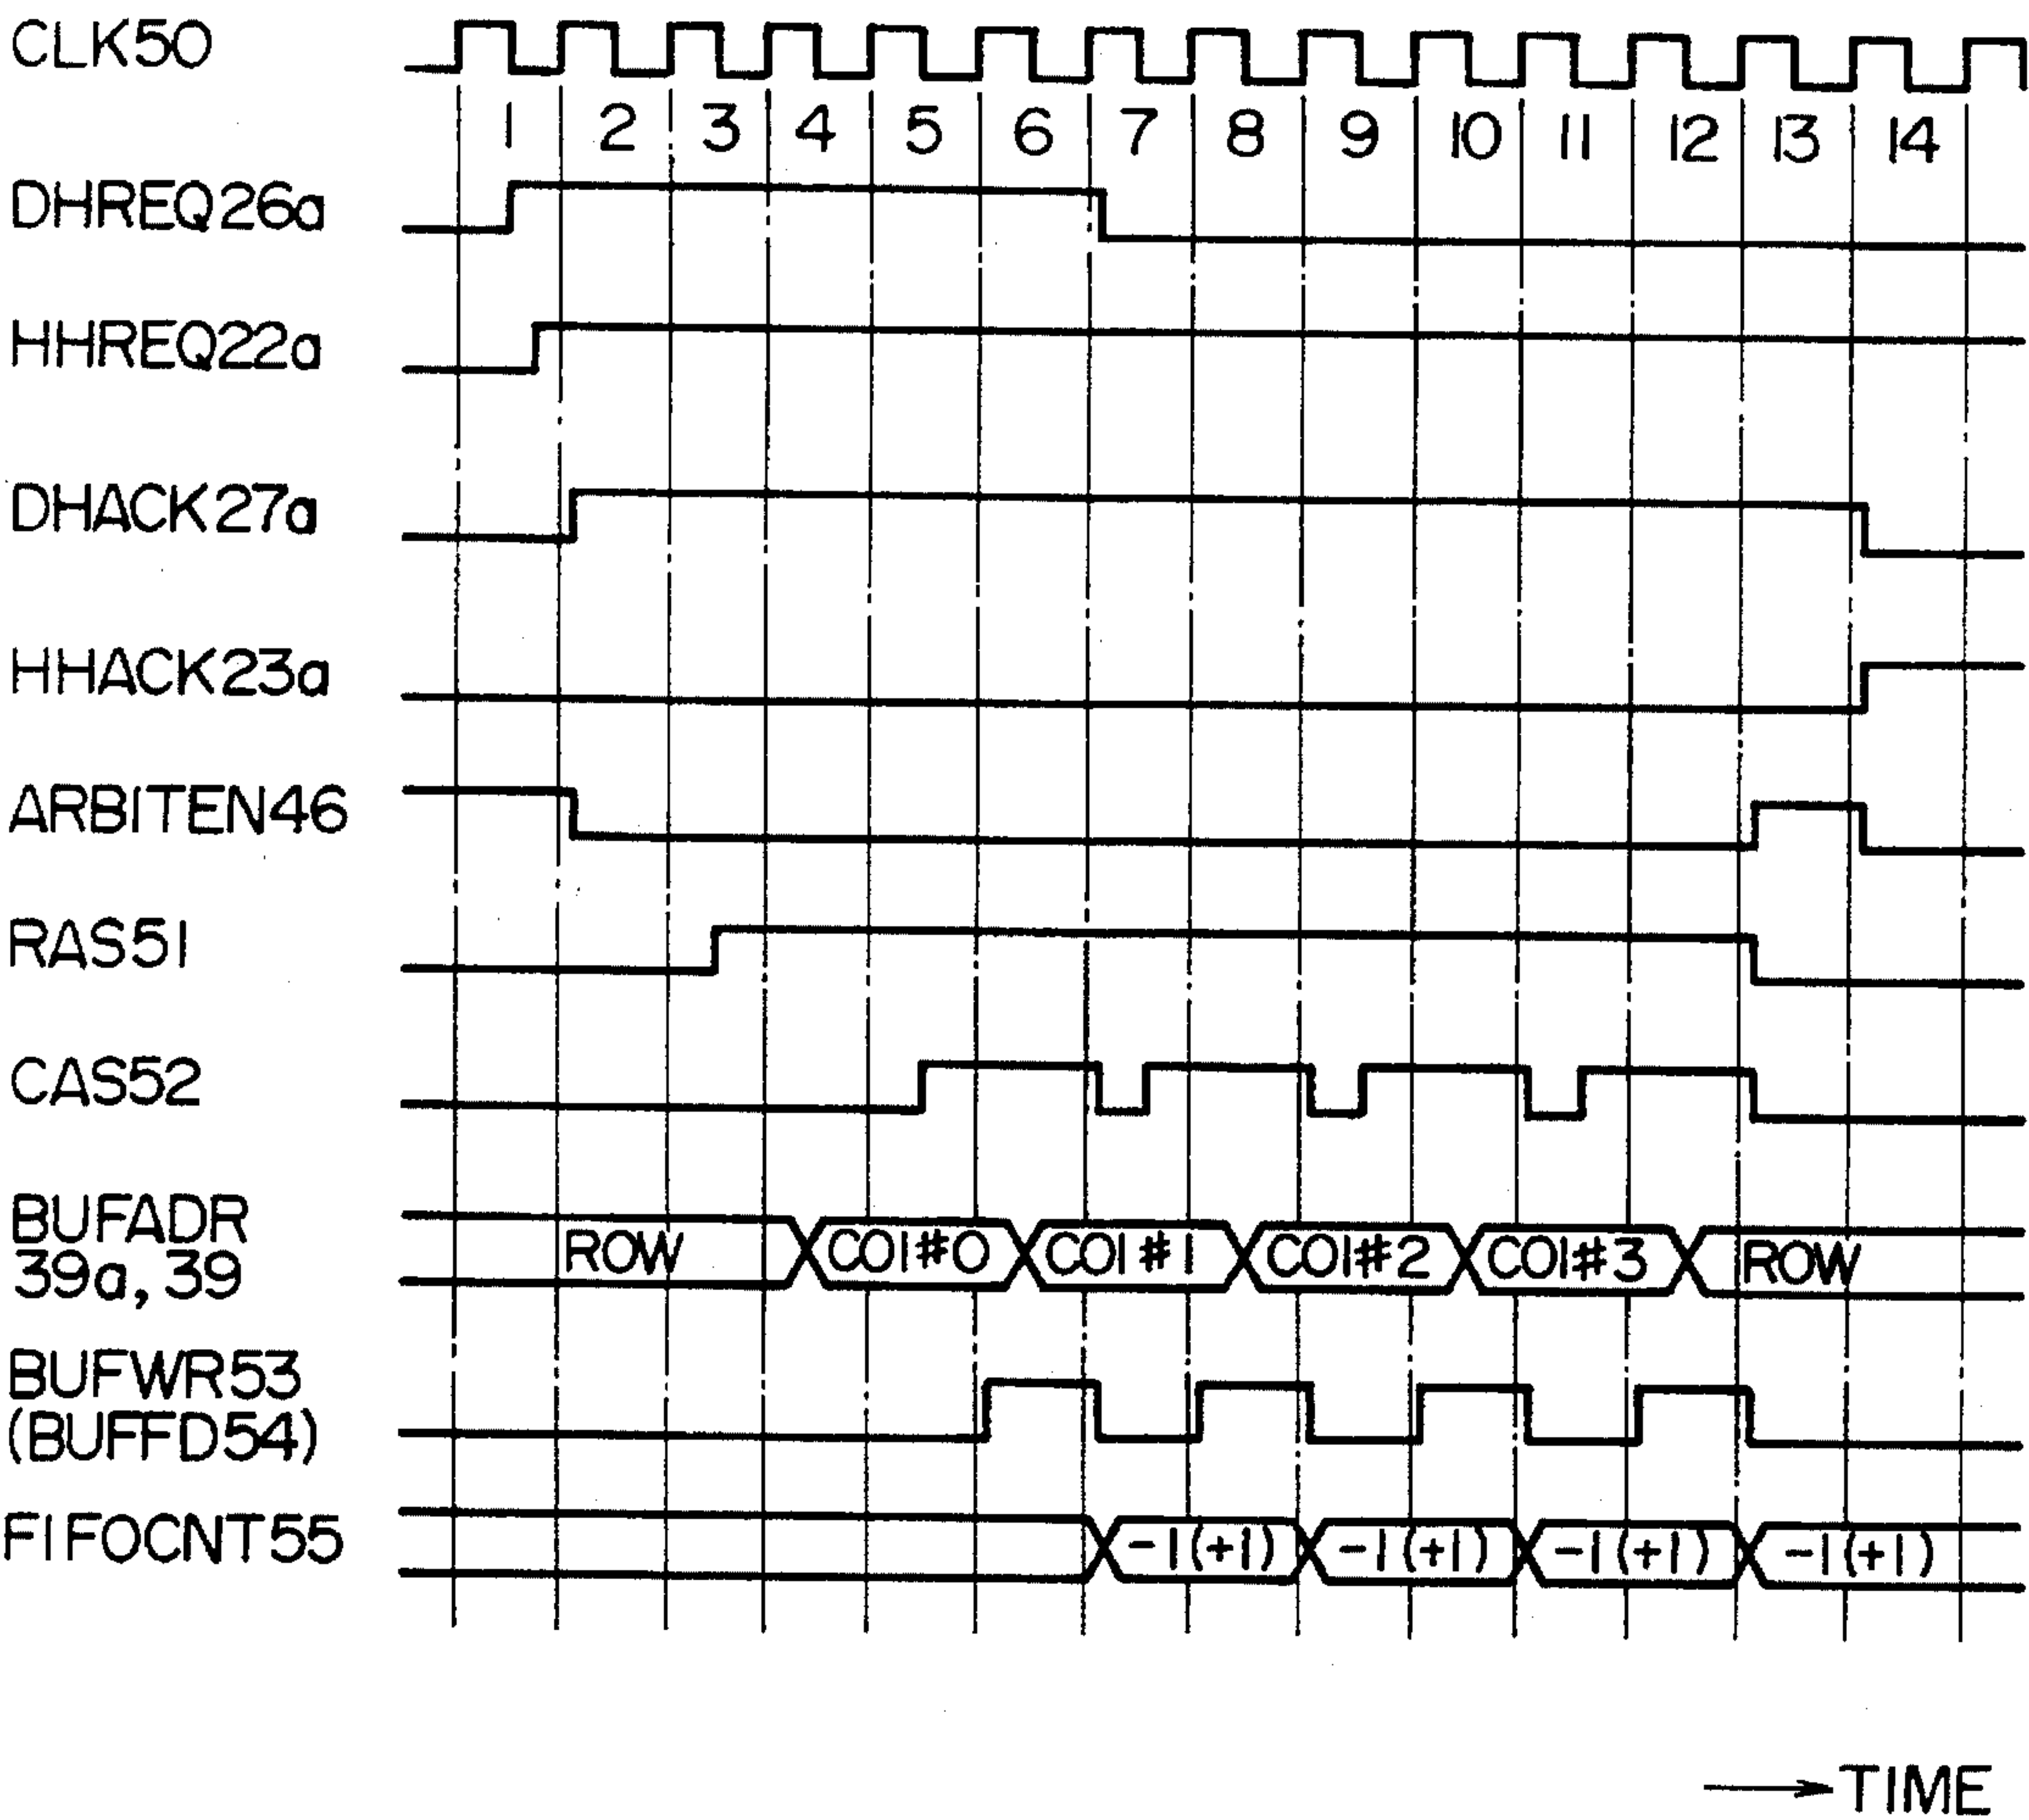 CLK50
1 2 3 4 5 6 7 8 9 10 11 12 13 14
DHREQ26a
HHREQ22a
DHACK27a
HHACK23a
ARBITEN46
RAS51
CAS52
BUFADR
39a, 39
ROW COl#0 COl#1 COl#2 COl#3 ROW
BUFWR53
(BUFFD54)
FIFOCNT55
-1(+1) -1(+1) -1(+1) -1(+1)
TIME